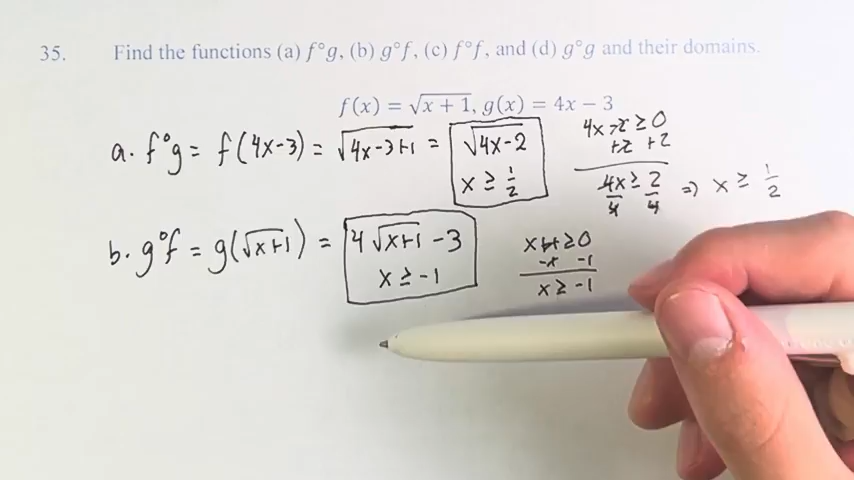 35. Find the functions (a) f°g, (b) g°f, (c) f°f, and (d) g°g and their domains.
f(x) = √x + 1, g(x) = 4x − 3
a. f°g = f(4x-3) = √4x-3+1 = √4x-2
x ≥ 1/2
4x-2 ≥ 0
+2 +2
4x ≥ 2 ⇒ x ≥ 1/2
4 4
b. g°f = g(√x+1) = 4√x+1 -3
x ≥ -1
x+1 ≥ 0
-1 -1
x ≥ -1